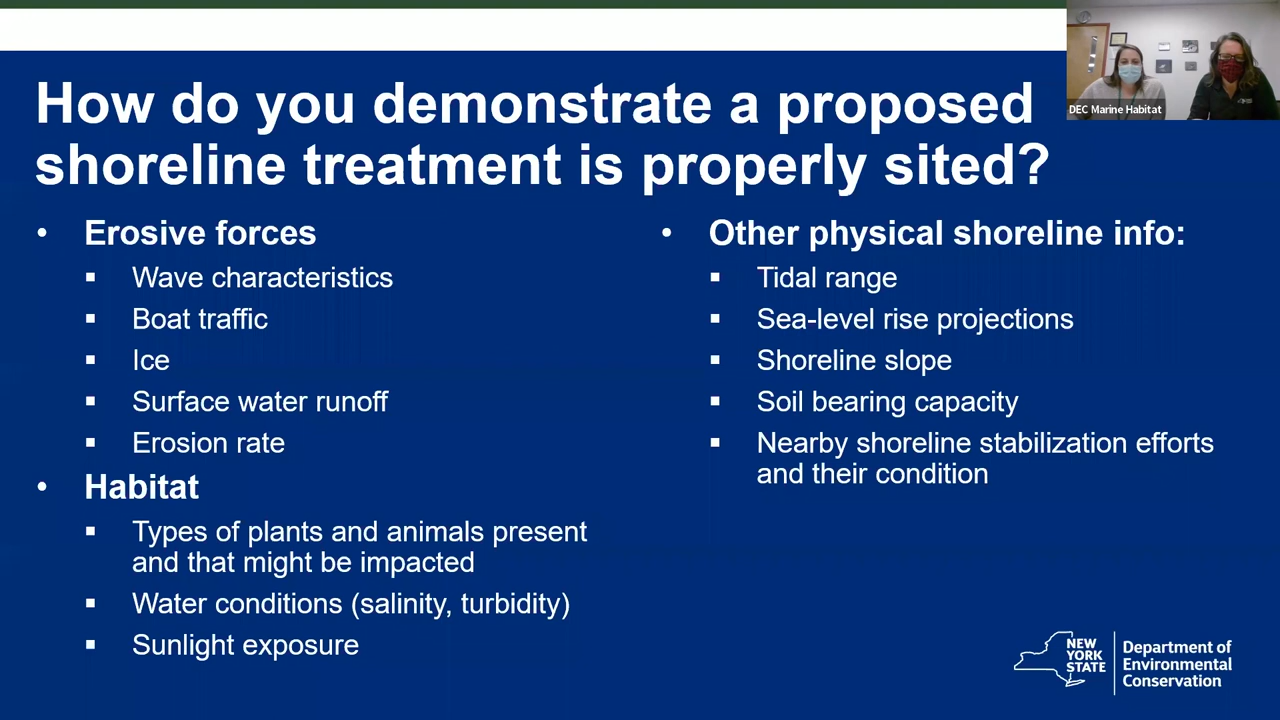 DEC Marine Habitat
How do you demonstrate a proposed
shoreline treatment is properly sited?
• Erosive forces
▪ Wave characteristics
▪ Boat traffic
▪ Ice
▪ Surface water runoff
▪ Erosion rate
• Habitat
▪ Types of plants and animals present
and that might be impacted
▪ Water conditions (salinity, turbidity)
▪ Sunlight exposure
• Other physical shoreline info:
▪ Tidal range
▪ Sea-level rise projections
▪ Shoreline slope
▪ Soil bearing capacity
▪ Nearby shoreline stabilization efforts
and their condition
NEW
YORK
STATE
Department of
Environmental
Conservation